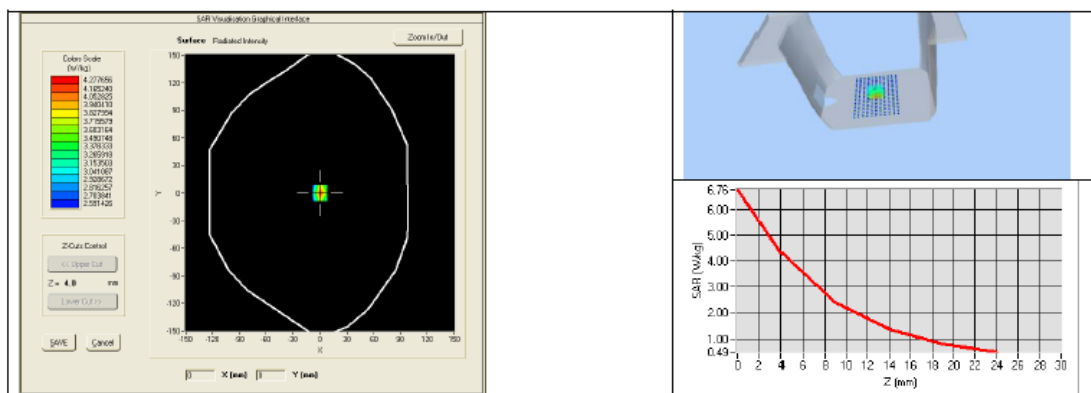 SAR Visualisation Graphical Interface
Surface Radiated Intensity
Zoom In/Out
Colors Scale
(W/kg)
4.277656
4.165240
4.052825
3.940410
3.827994
3.715579
3.603164
3.490748
3.378333
3.265918
3.153503
3.041087
2.928672
2.816257
2.703841
2.591426
Z-Cuts Control
<< Upper Cut
Z = 4.0 mm
Lower Cut >>
SAVE Cancel
150
120
90
60
30
0
-30
-60
-90
-120
-150
Y
-150 -120 -90 -60 -30 0 30 60 90 120 150
X
0 X (mm) Y (mm)
6.76
6.00
5.00
4.00
3.00
2.00
1.00
0.49
SAR (W/kg)
0 2 4 6 8 10 12 14 16 18 20 22 24 26 28 30
Z (mm)